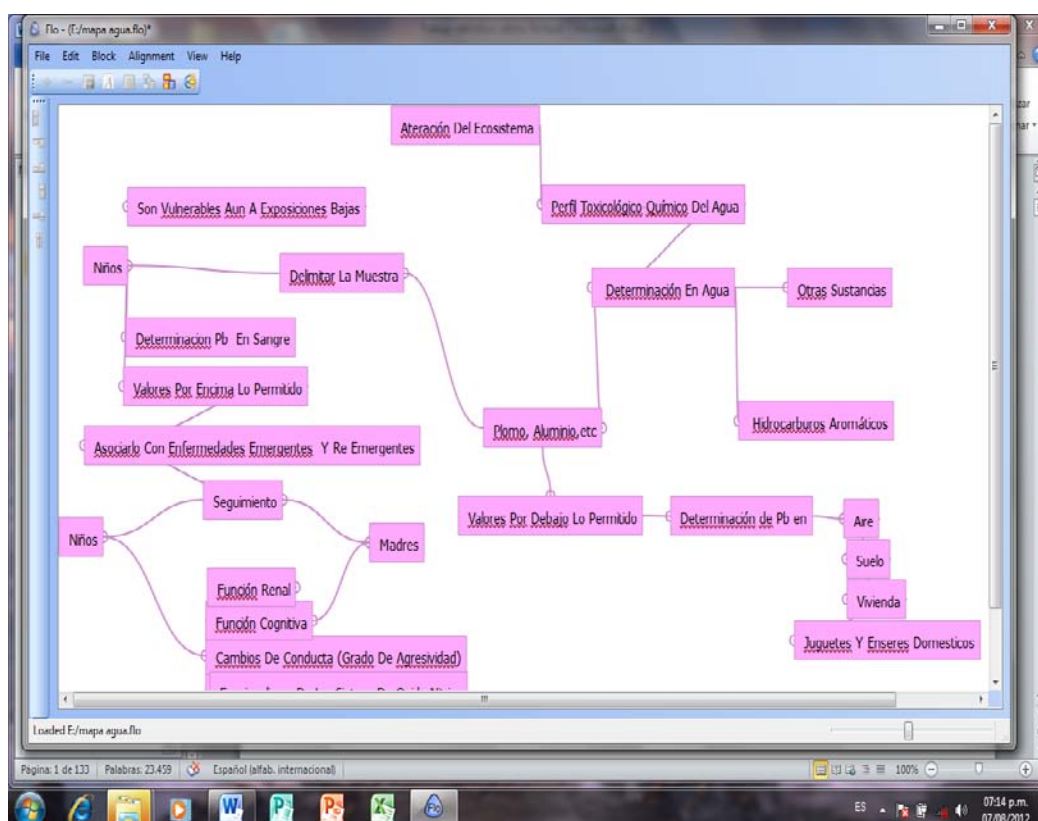 Flo - (E:/mapa agua.flo)*
File Edit Block Alignment View Help
Ateración Del Ecosistema
Perfil Toxicológico Químico Del Agua
Son Vulnerables Aun A Exposiciones Bajas
Niños
Delimitar La Muestra
Determinación En Agua
Otras Sustancias
Determinacion Pb En Sangre
Valores Por Encima Lo Permitido
Plomo, Aluminio,etc
Hidrocarburos Aromáticos
Asociarlo Con Enfermedades Emergentes Y Re Emergentes
Seguimiento
Valores Por Debajo Lo Permitido
Determinación de Pb en
Aire
Niños
Madres
Suelo
Función Renal
Vivienda
Función Cognitiva
Cambios De Conducta (Grado De Agresividad)
Juguetes Y Enseres Domesticos
Loaded E:/mapa agua.flo
Página: 1 de 133 Palabras: 23.459 Español (alfab. internacional) 100%
ES 07:14 p.m.
07/08/2012